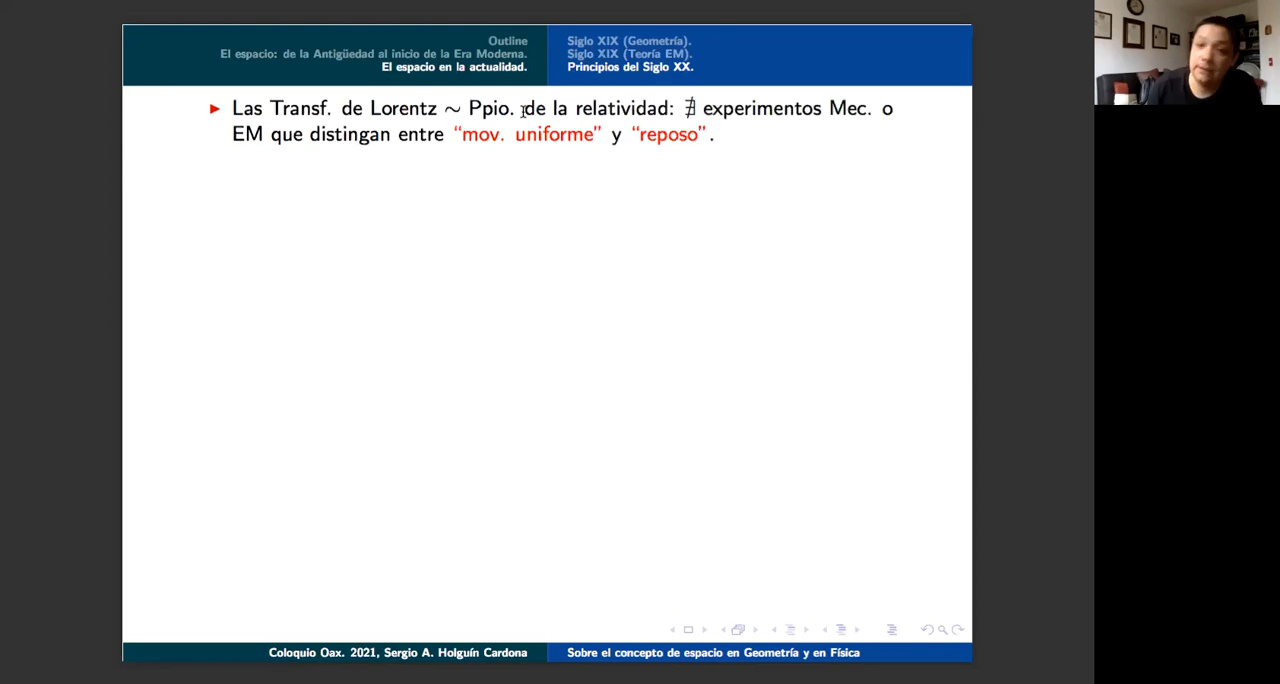 Outline
El espacio: de la Antigüedad al inicio de la Era Moderna.
El espacio en la actualidad.
Siglo XIX (Geometría).
Siglo XIX (Teoría EM).
Principios del Siglo XX.
Las Transf. de Lorentz ∼ Ppio. de la relatividad: ∄ experimentos Mec. o
EM que distingan entre “mov. uniforme” y “reposo”.
Coloquio Oax. 2021, Sergio A. Holguín Cardona
Sobre el concepto de espacio en Geometría y en Física